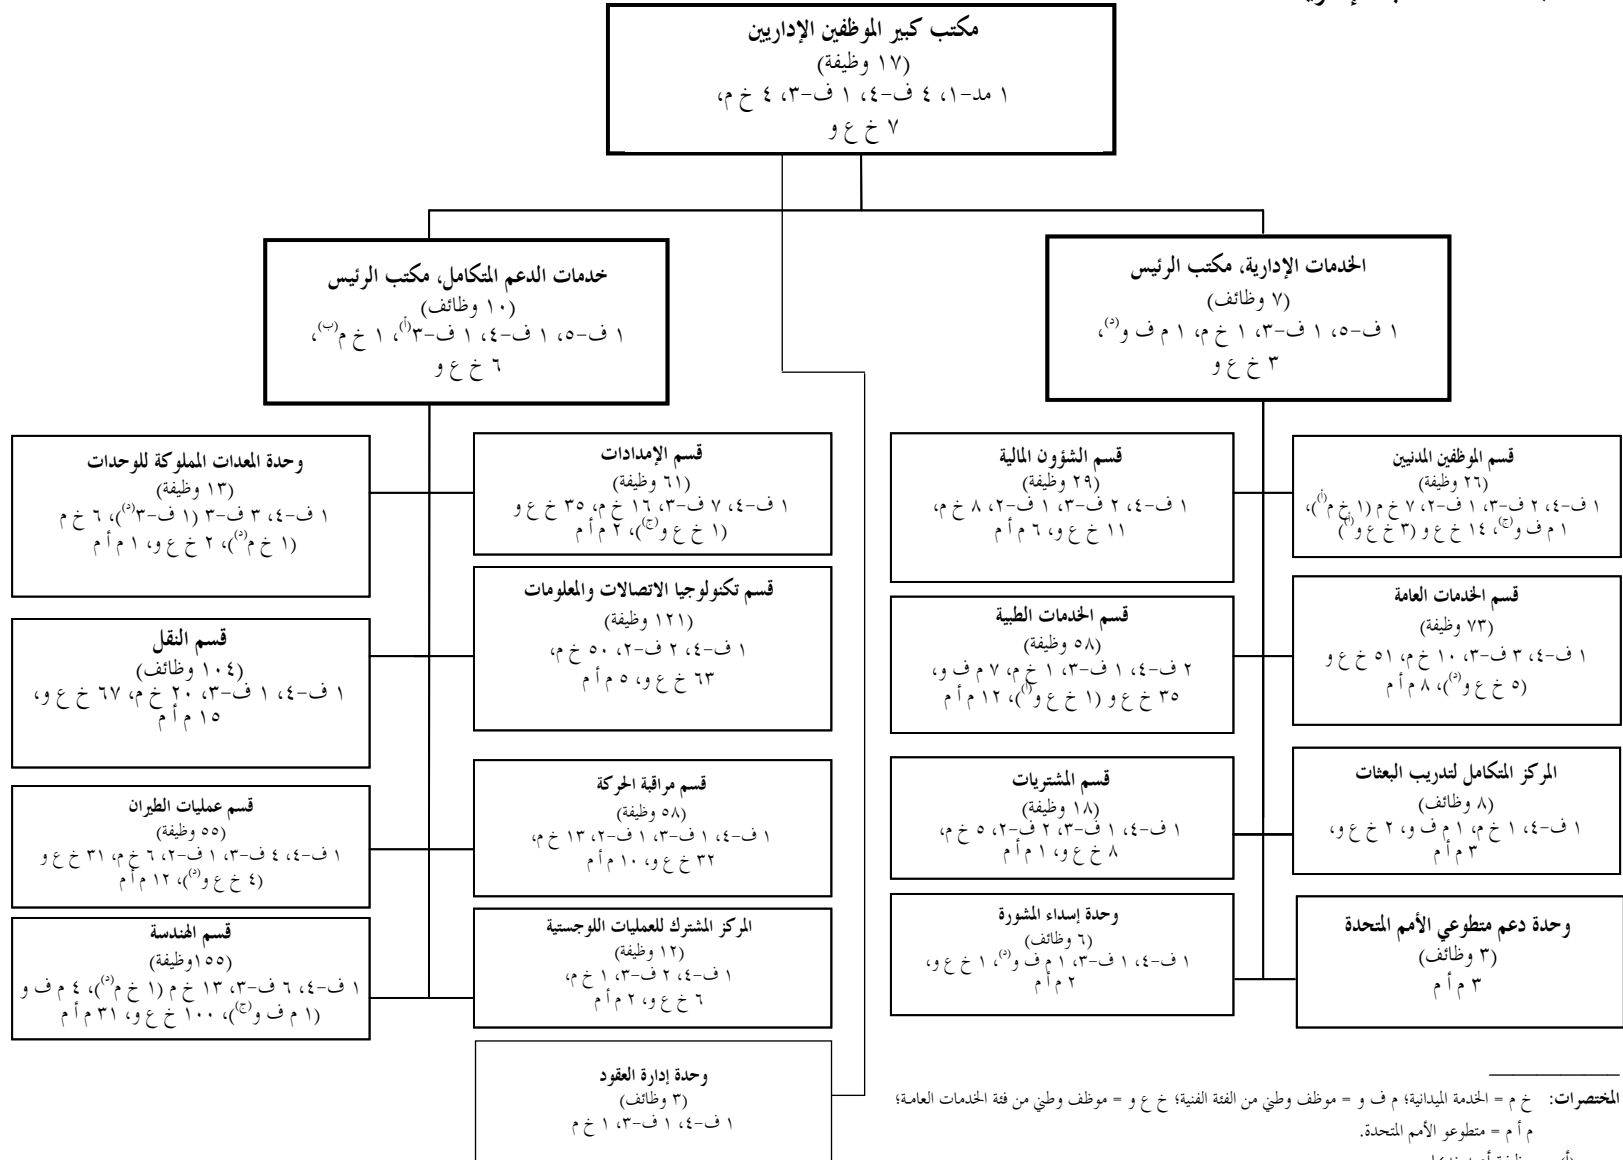 مكتب كبير الموظفين الإداريين
(١٧ وظيفة)
١ مد-١، ٤ ف-٤، ١ ف-٣، ٤ خ م،
٧ خ ع و
الخدمات الإدارية، مكتب الرئيس
(٧ وظائف)
١ ف-٥، ١ ف-٣، ١ خ م، ١ م ف و(د)،
٣ خ ع و
خدمات الدعم المتكامل، مكتب الرئيس
(١٠ وظائف)
١ ف-٥، ١ ف-٤، ١ ف-٣(أ)، ١ خ م(ب)،
٦ خ ع و
قسم الموظفين المدنيين
(٢٦ وظيفة)
١ ف-٤، ٢ ف-٣، ١ ف-٢، ٧ خ م (١ خ م(أ))،
١ م ف و(ج)، ١٤ خ ع و (٣ خ ع و(أ))
قسم الشؤون المالية
(٢٩ وظيفة)
١ ف-٤، ٢ ف-٣، ١ ف-٢، ٨ خ م،
١١ خ ع و، ٦ م أ م
قسم الإمدادات
(٦١ وظيفة)
١ ف-٤، ٧ ف-٣، ١٦ خ م، ٣٥ خ ع و
(١ خ ع و(ج))، ٢ م أ م
وحدة المعدات المملوكة للوحدات
(١٣ وظيفة)
١ ف-٤، ٣ ف-٣ (١ ف-٣(د))، ٦ خ م
(١ خ م(د))، ٢ خ ع و، ١ م أ م
قسم الخدمات العامة
(٧٣ وظيفة)
١ ف-٤، ٣ ف-٣، ١٠ خ م، ٥١ خ ع و
(٥ خ ع و(د))، ٨ م أ م
قسم الخدمات الطبية
(٥٨ وظيفة)
٢ ف-٤، ١ ف-٣، ١ خ م، ٧ م ف و،
٣٥ خ ع و (١ خ ع و(أ))، ١٢ م أ م
قسم تكنولوجيا الاتصالات والمعلومات
(١٢١ وظيفة)
١ ف-٤، ٢ ف-٢، ٥٠ خ م،
٦٣ خ ع و، ٥ م أ م
قسم النقل
(١٠٤ وظائف)
١ ف-٤، ١ ف-٣، ٢٠ خ م، ٦٧ خ ع و،
١٥ م أ م
المركز المتكامل لتدريب البعثات
(٨ وظائف)
١ ف-٤، ١ خ م، ١ م ف و، ٢ خ ع و،
٣ م أ م
قسم المشتريات
(١٨ وظيفة)
١ ف-٤، ١ ف-٣، ٢ ف-٢، ٥ خ م،
٨ خ ع و، ١ م أ م
قسم مراقبة الحركة
(٥٨ وظيفة)
١ ف-٤، ١ ف-٣، ١ ف-٢، ١٣ خ م،
٣٢ خ ع و، ١٠ م أ م
قسم عمليات الطيران
(٥٥ وظيفة)
١ ف-٤، ٤ ف-٣، ١ ف-٢، ٦ خ م، ٣١ خ ع و
(٤ خ ع و(د))، ١٢ م أ م
وحدة دعم متطوعي الأمم المتحدة
(٣ وظائف)
٣ م أ م
وحدة إسداء المشورة
(٦ وظائف)
١ ف-٤، ١ ف-٣، ١ م ف و(د)، ١ خ ع و،
٢ م أ م
المركز المشترك للعمليات اللوجستية
(١٢ وظيفة)
١ ف-٤، ٢ ف-٣، ١ خ م،
٦ خ ع و، ٢ م أ م
قسم الهندسة
(١٥٥وظيفة)
١ ف-٤، ٦ ف-٣، ١٣ خ م (١ خ م(د))، ٤ م ف و
(١ م ف و(ج))، ١٠٠ خ ع و، ٣١ م أ م
وحدة إدارة العقود
(٣ وظائف)
١ ف-٤، ١ ف-٣، ١ خ م
المختصرات: خ م = الخدمة الميدانية؛ م ف و = موظف وطني من الفئة الفنية؛ خ ع و = موظف وطني من فئة الخدمات العامة؛
م أ م = متطوعو الأمم المتحدة.